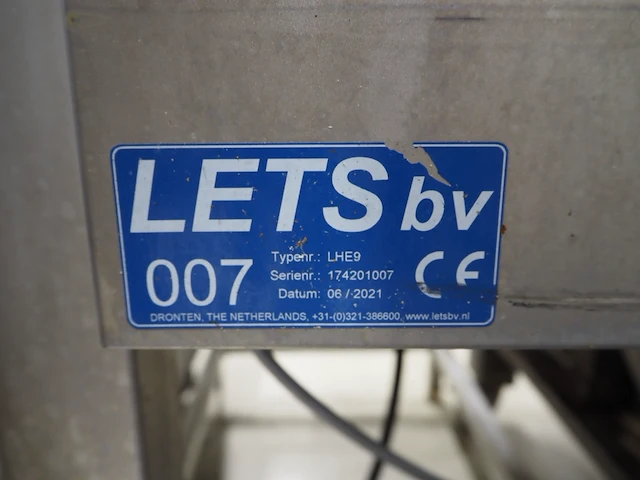 LETS bv
007
Typenr.: LHE9
Serienr.: 174201007
Datum: 06 / 2021
CE
DRONTEN, THE NETHERLANDS, +31-(0)321-386600, www.letsbv.nl